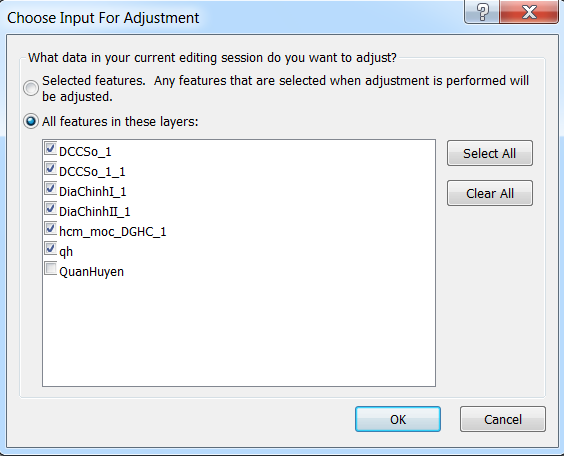 Choose Input For Adjustment
?
X
What data in your current editing session do you want to adjust?
Selected features.  Any features that are selected when adjustment is performed will
be adjusted.
All features in these layers:
DCCSo_1
DCCSo_1_1
DiaChinhI_1
DiaChinhII_1
hcm_moc_DGHC_1
qh
QuanHuyen
Select All
Clear All
OK
Cancel